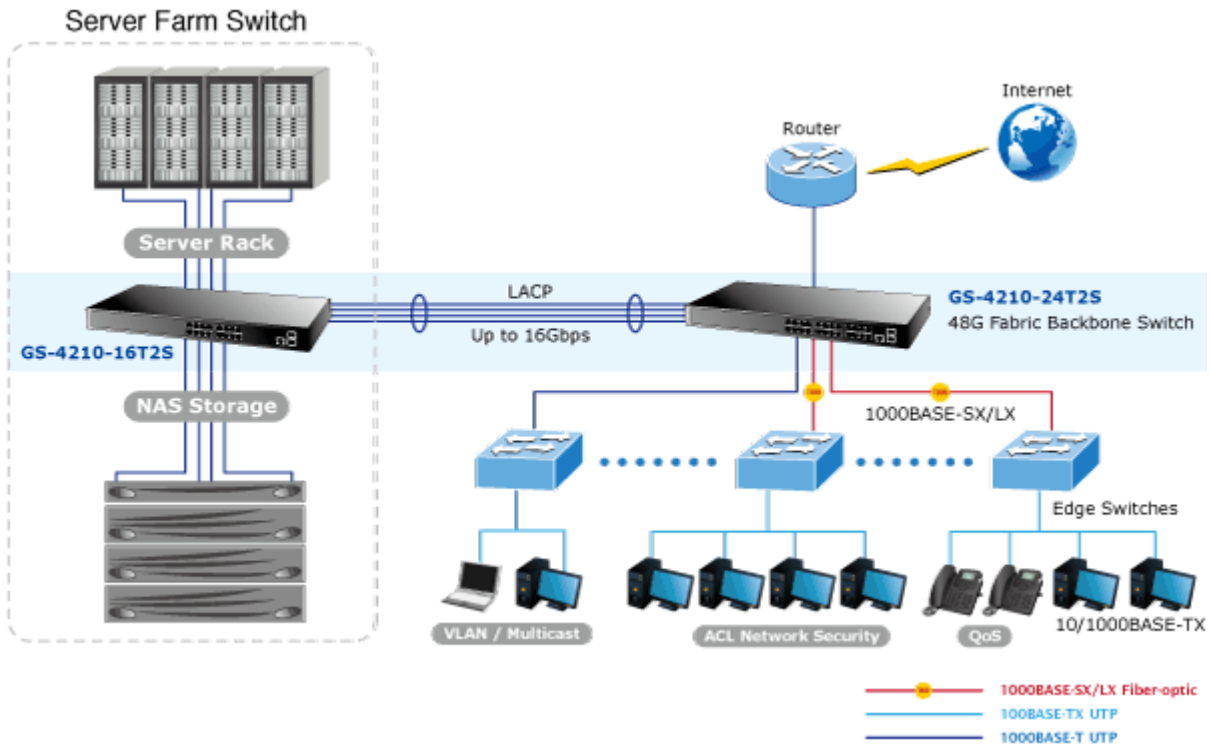 Server Farm Switch
Internet
Router
Server Rack
LACP
GS-4210-24T2S
48G Fabric Backbone Switch
Up to 16Gbps
GS-4210-16T2S
NAS Storage
1000BASE-SX/LX
Edge Switches
VLAN / Multicast
ACL Network Security
QoS
10/1000BASE-TX
1000BASE-SX/LX Fiber-optic
100BASE-TX UTP
1000BASE-T UTP